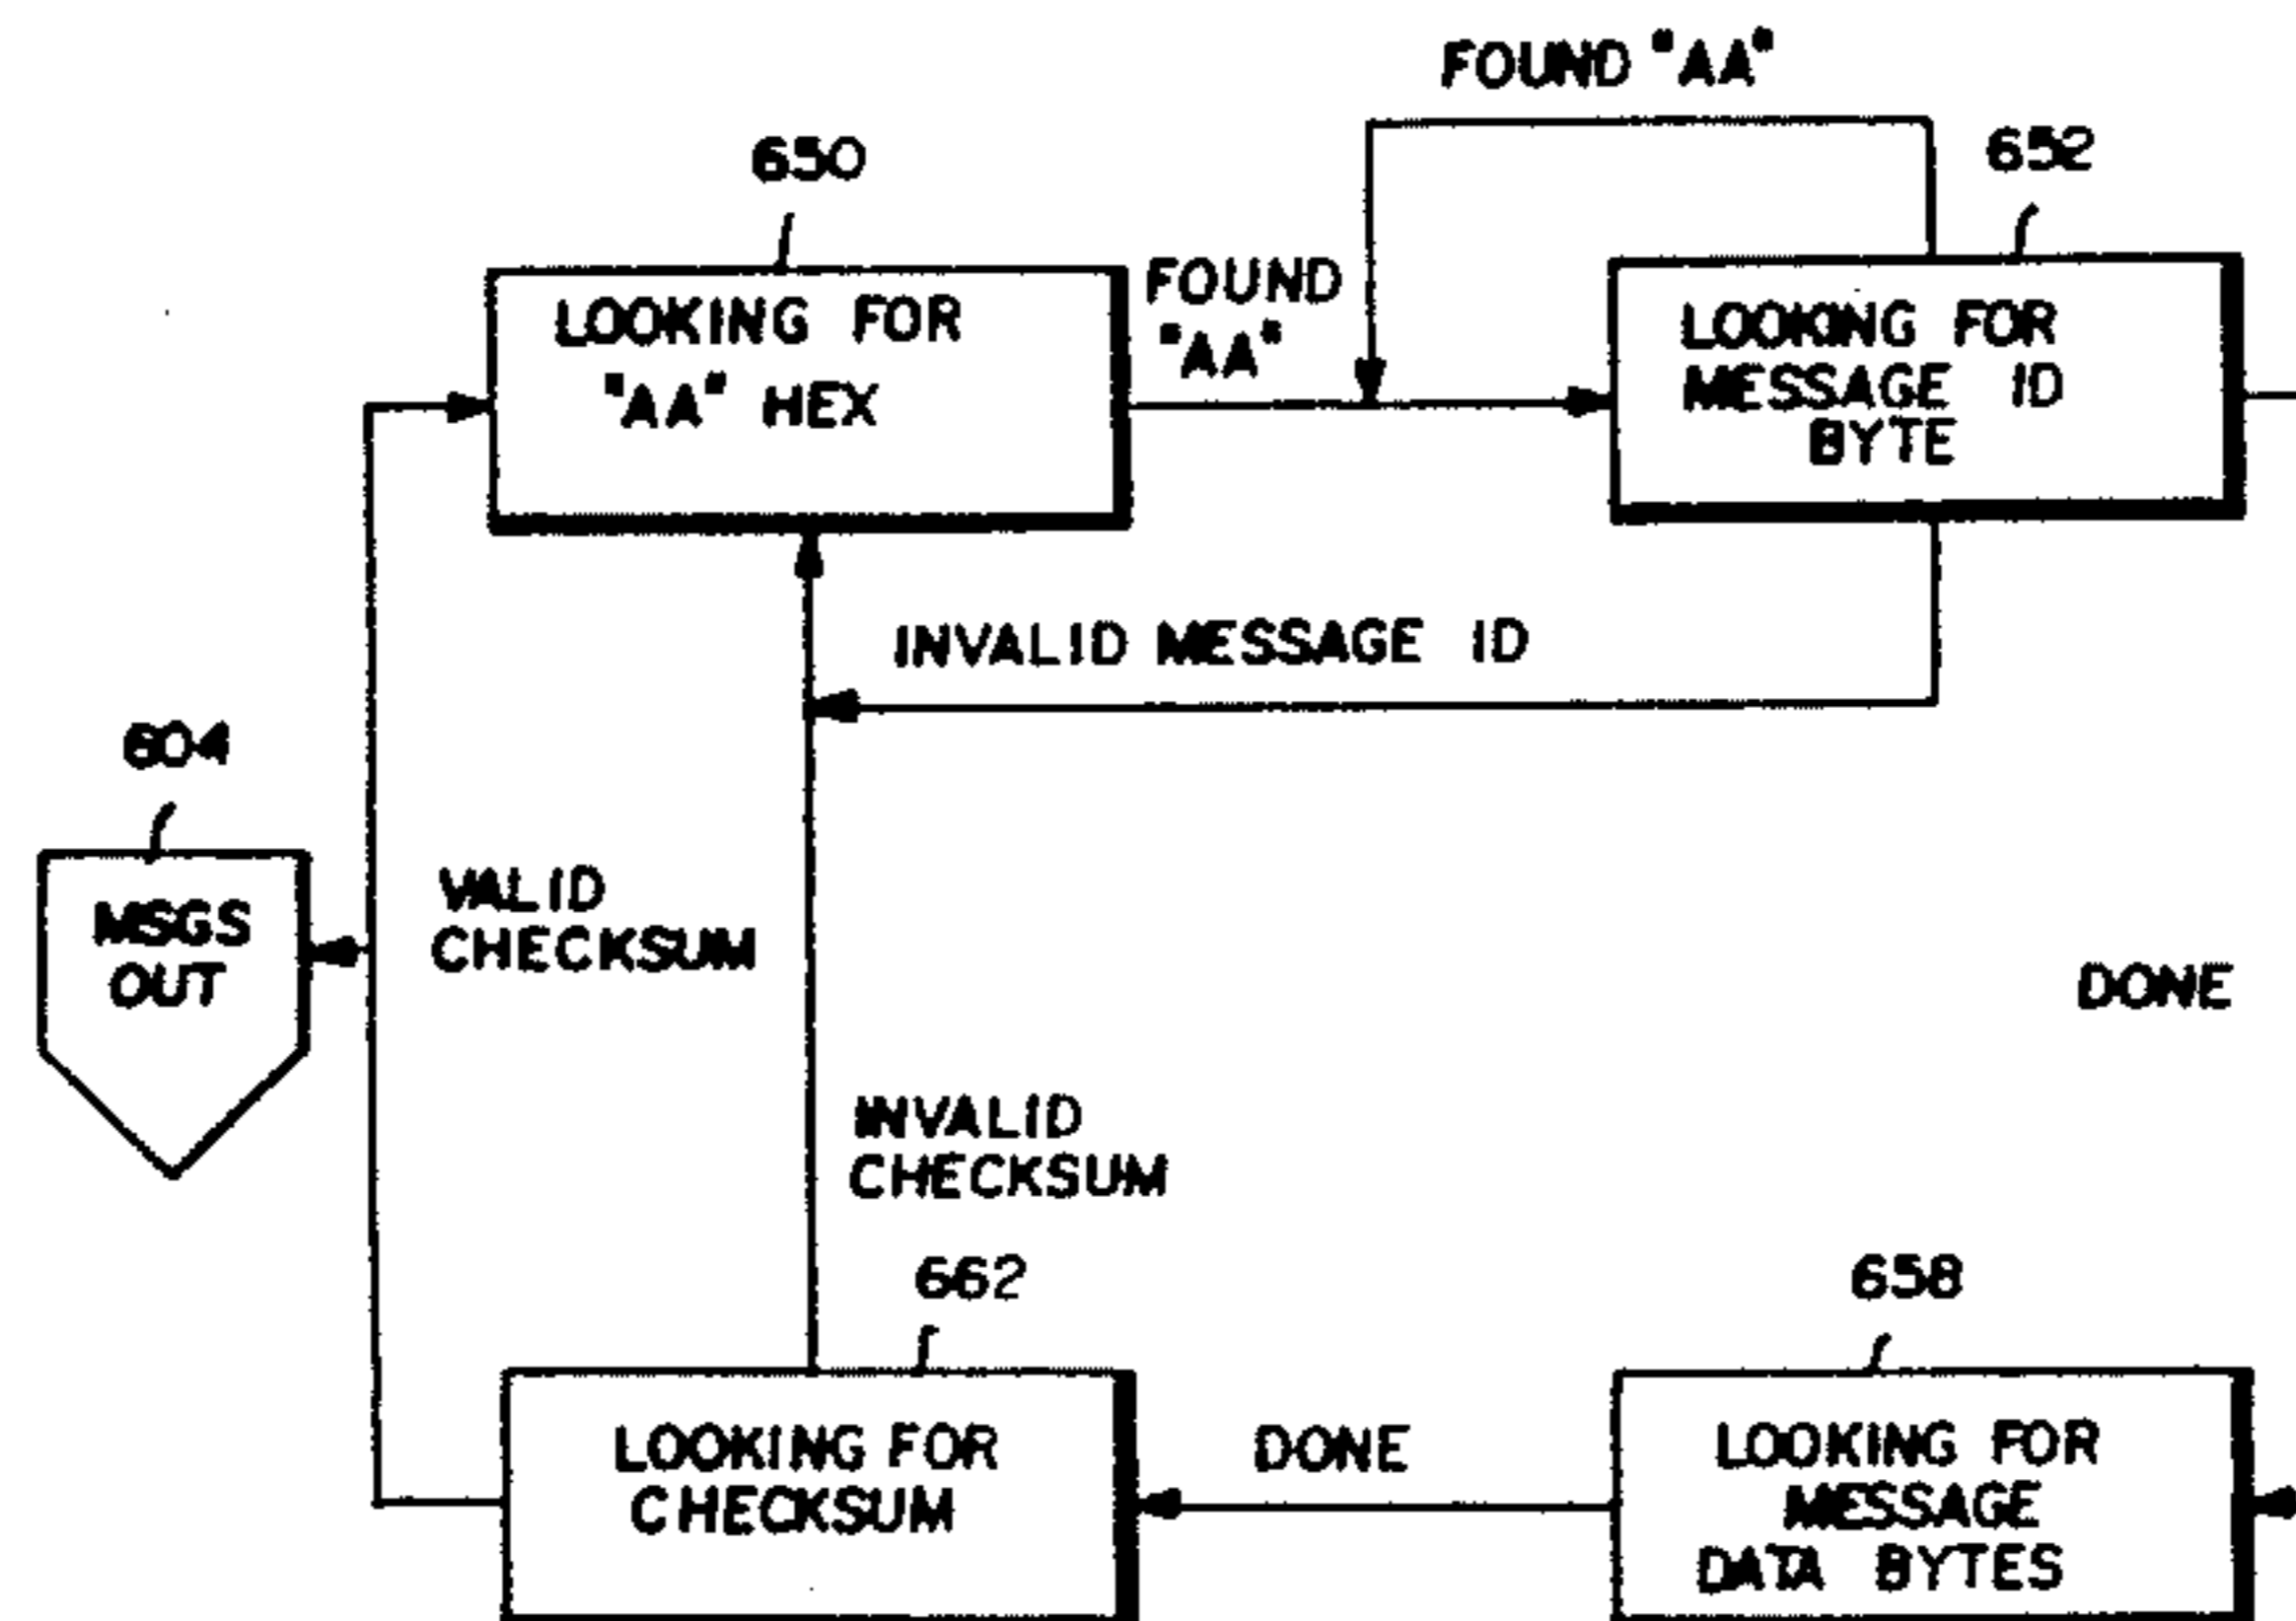 FOUND "AA"
650
652
LOOKING FOR
"AA" HEX
FOUND
"AA"
LOOKING FOR
MESSAGE ID
BYTE
INVALID MESSAGE ID
604
MSGS
OUT
VALID
CHECKSUM
DONE
INVALID
CHECKSUM
662
658
LOOKING FOR
CHECKSUM
DONE
LOOKING FOR
MESSAGE
DATA BYTES